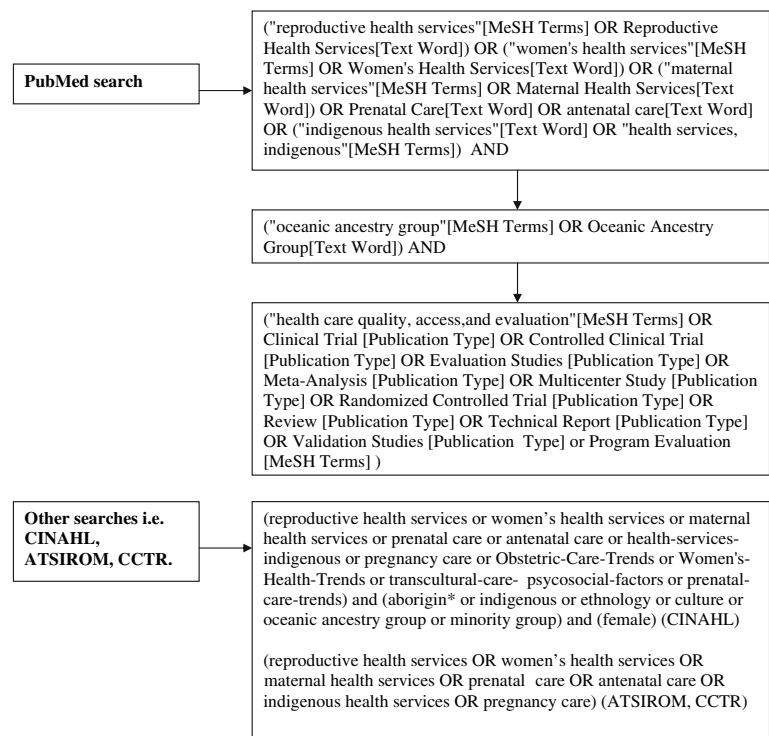 ("reproductive health services"[MeSH Terms] OR Reproductive
Health Services[Text Word]) OR ("women's health services"[MeSH
Terms] OR Women's Health Services[Text Word]) OR ("maternal
health services"[MeSH Terms] OR Maternal Health Services[Text
Word]) OR Prenatal Care[Text Word] OR antenatal care[Text Word]
OR ("indigenous health services"[Text Word] OR "health services,
indigenous"[MeSH Terms]) AND
PubMed search
("oceanic ancestry group"[MeSH Terms] OR Oceanic Ancestry
Group[Text Word]) AND
("health care quality, access,and evaluation"[MeSH Terms] OR
Clinical Trial [Publication Type] OR Controlled Clinical Trial
[Publication Type] OR Evaluation Studies [Publication Type] OR
Meta-Analysis [Publication Type] OR Multicenter Study [Publication
Type] OR Randomized Controlled Trial [Publication Type] OR
Review [Publication Type] OR Technical Report [Publication Type]
OR Validation Studies [Publication Type] or Program Evaluation
[MeSH Terms] )
Other searches i.e.
CINAHL,
ATSIROM, CCTR.
(reproductive health services or women's health services or maternal
health services or prenatal care or antenatal care or health-services-
indigenous or pregnancy care or Obstetric-Care-Trends or Women's-
Health-Trends or transcultural-care- psycosocial-factors or prenatal-
care-trends) and (aborigin* or indigenous or ethnology or culture or
oceanic ancestry group or minority group) and (female) (CINAHL)
(reproductive health services OR women's health services OR
maternal health services OR prenatal care OR antenatal care OR
indigenous health services OR pregnancy care) (ATSIROM, CCTR)